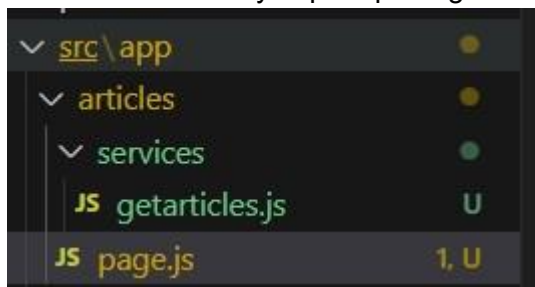 src\app
articles
services
JS getarticles.js U
JS page.js 1, U